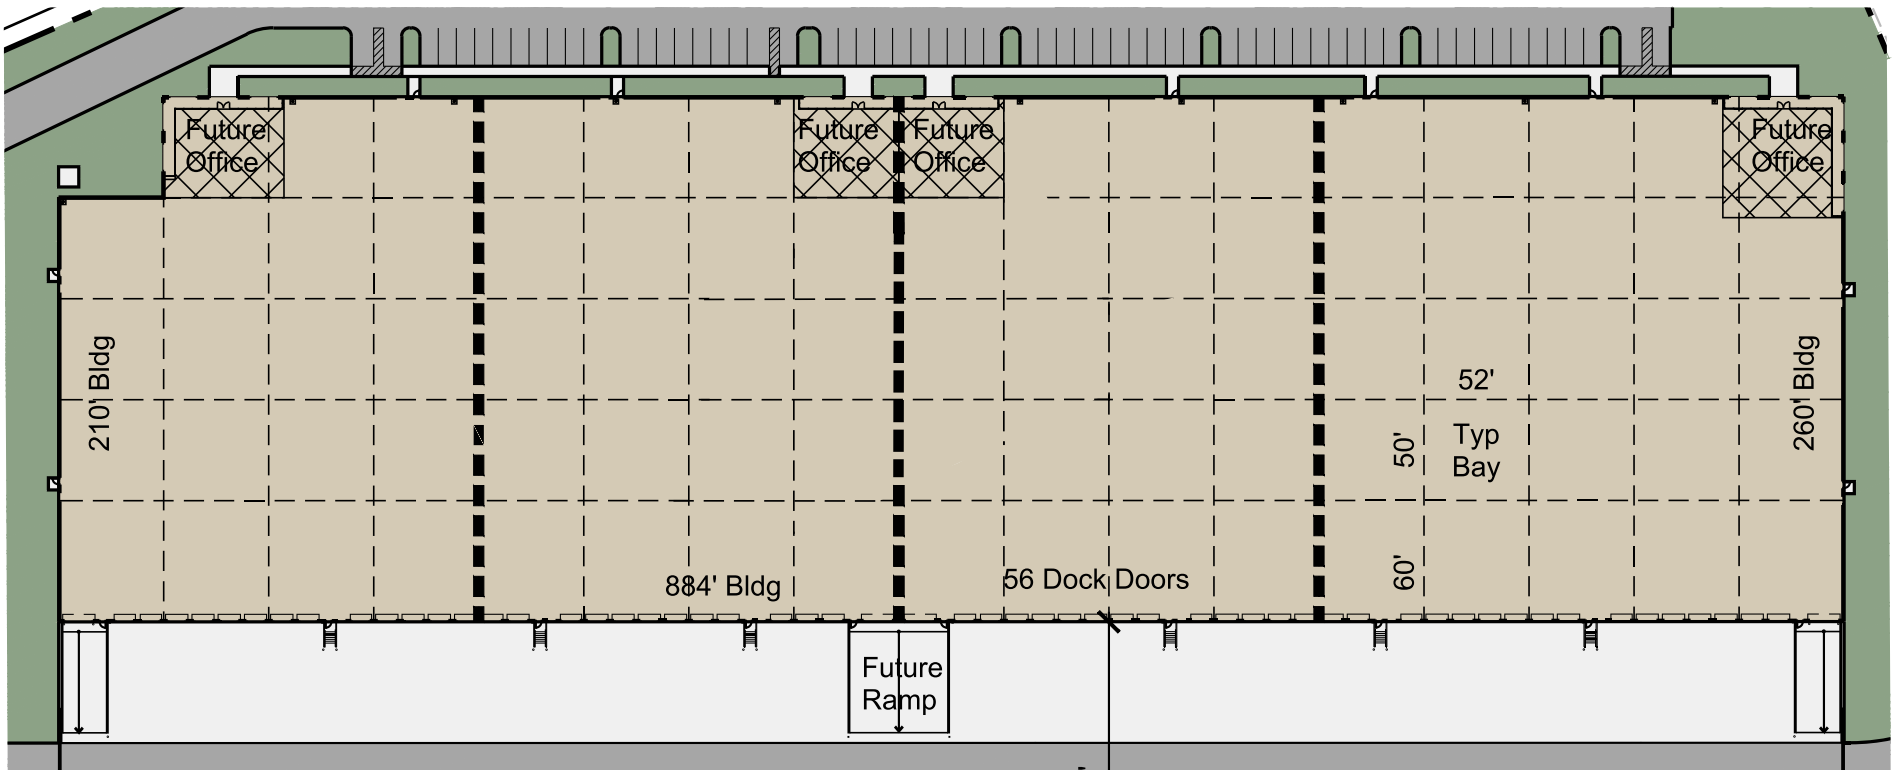 Future
Office
Future
Office
Future
Office
Future
Office
210' Bldg
52'
Typ
Bay
50'
260' Bldg
60'
884' Bldg
56 Dock Doors
Future
Ramp